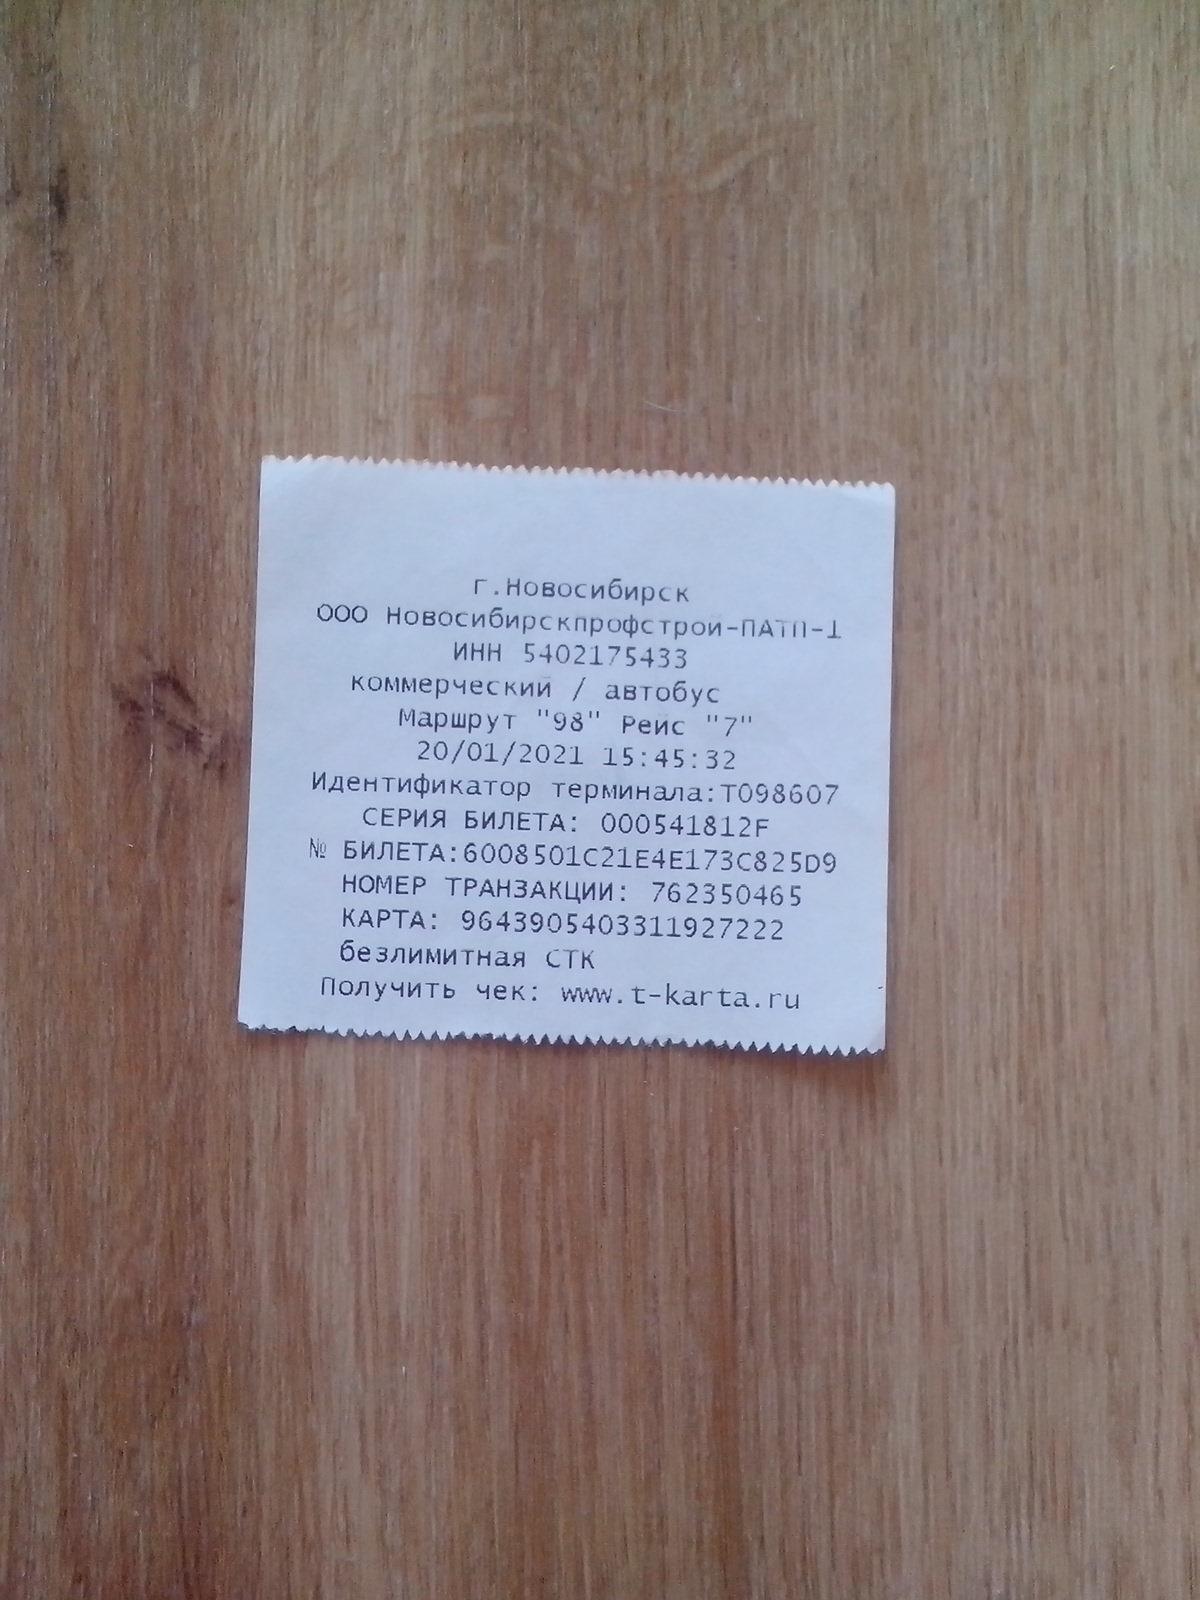 г.Новосибирск
ООО Новосибирскпрофстрой-ПАТП-1
ИНН 5402175433
коммерческий / автобус
Маршрут "98" Рейс "7"
20/01/2021 15:45:32
Идентификатор терминала:Т098607
СЕРИЯ БИЛЕТА: 000541812F
№ БИЛЕТА:6008501C21E4E173C825D9
НОМЕР ТРАНЗАКЦИИ: 762350465
КАРТА: 9643905403311927222
безлимитная СТК
Получить чек: www.t-karta.ru